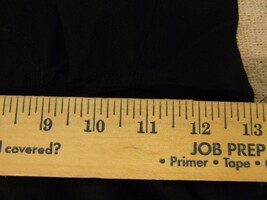 9 10 11 12 13
covered? JOB PREP
• Primer • Tape •